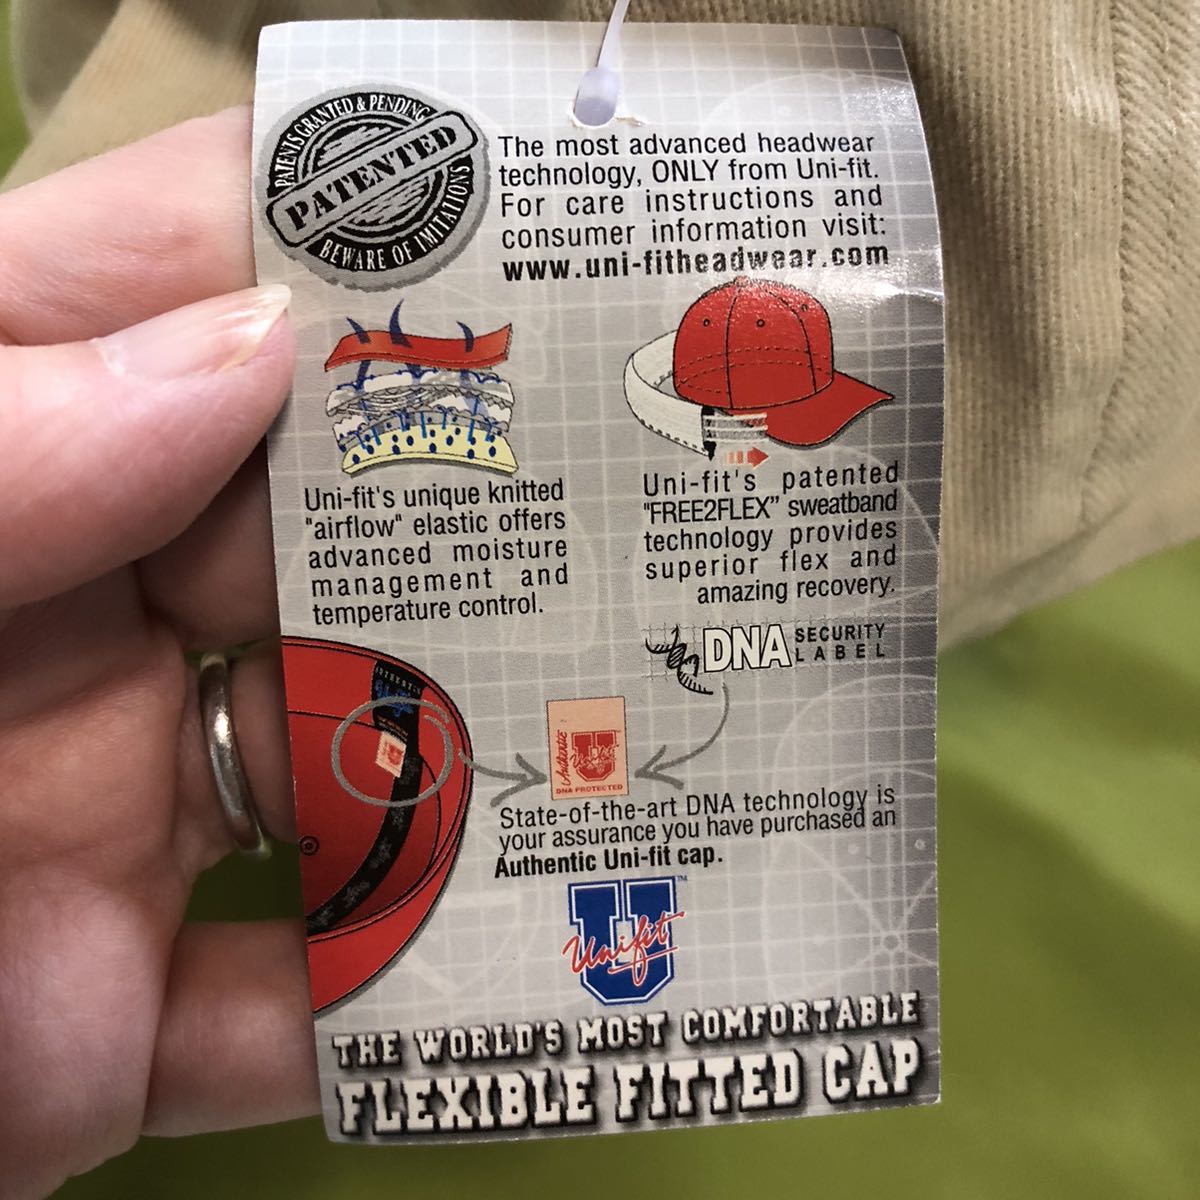 PATENTS GRANTED & PENDING
PATENTED
BEWARE OF IMITATIONS
The most advanced headwear
technology, ONLY from Uni-fit.
For care instructions and
consumer information visit:
www.uni-fitheadwear.com
Uni-fit's unique knitted
"airflow" elastic offers
advanced moisture
management and
temperature control.
Uni-fit's patented
"FREE2FLEX" sweatband
technology provides
superior flex and
amazing recovery.
DNA SECURITY
LABEL
Authentic
U
Unifit
DNA PROTECTED
State-of-the-art DNA technology is
your assurance you have purchased an
Authentic Uni-fit cap.
U™
Unifit
THE WORLD'S MOST COMFORTABLE
FLEXIBLE FITTED CAP